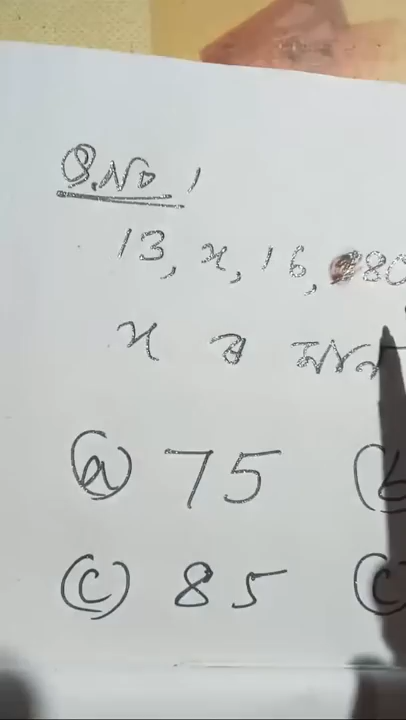 Q.No 1
13, x, 16, 80
x
(a) 75 (b
(c) 85 (c